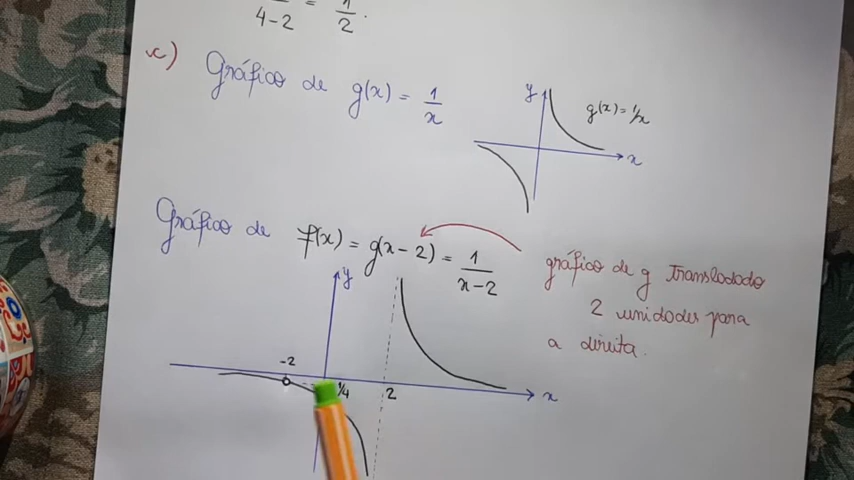 4-2 = 1/2.
c) Gráfico de g(x) = 1/x
y
g(x) = 1/x
x
Gráfico de f(x) = g(x-2) = 1/(x-2)
gráfico de g transladado
2 unidades para
a direita.
y
-2
1/4
2
x